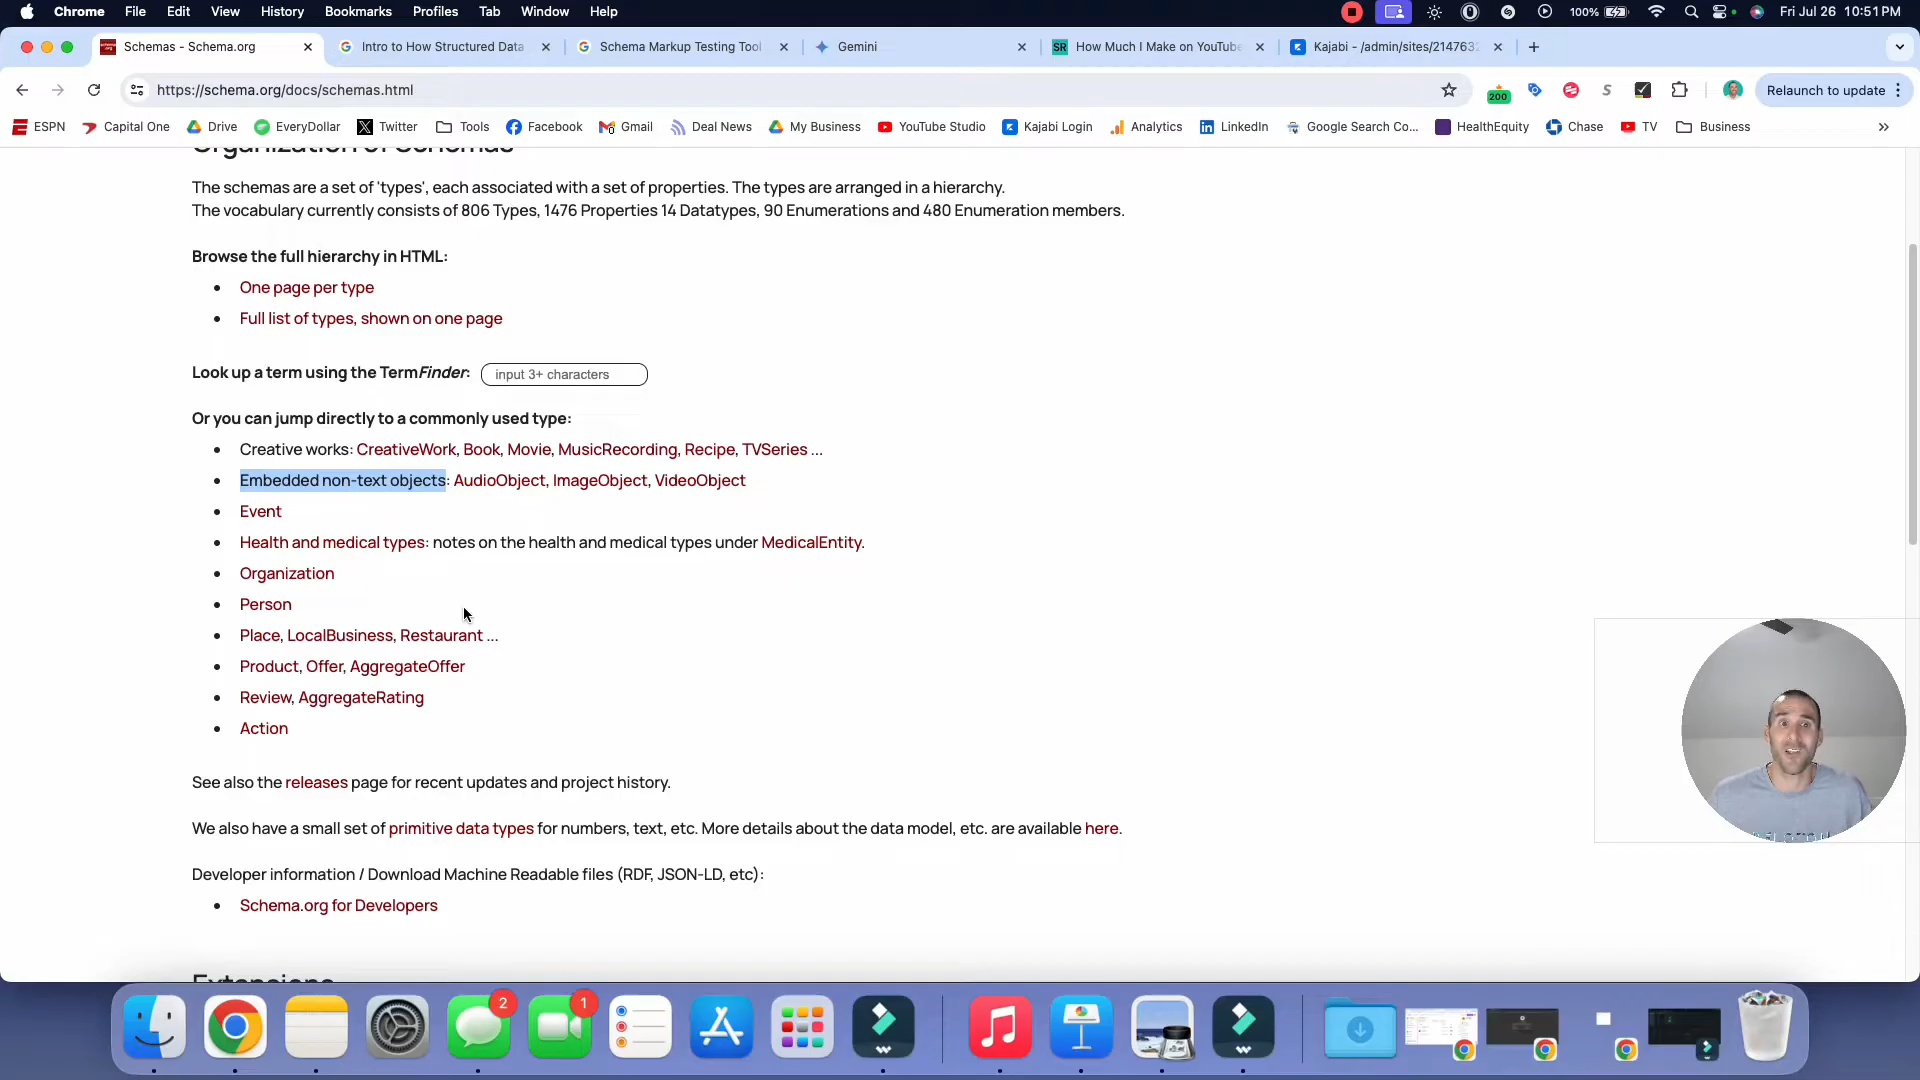 Chrome File Edit View History Bookmarks Profiles Tab Window Help 100% Fri Jul 26 10:51 PM
Schemas - Schema.org Intro to How Structured Data Schema Markup Testing Tool Gemini SR How Much I Make on YouTube Kajabi - /admin/sites/214763
https://schema.org/docs/schemas.html 200 Relaunch to update
ESPN Capital One Drive EveryDollar Twitter Tools Facebook Gmail Deal News My Business YouTube Studio Kajabi Login Analytics LinkedIn Google Search Co... HealthEquity Chase TV Business »
Organization of Schemas
The schemas are a set of 'types', each associated with a set of properties. The types are arranged in a hierarchy.
The vocabulary currently consists of 806 Types, 1476 Properties 14 Datatypes, 90 Enumerations and 480 Enumeration members.
Browse the full hierarchy in HTML:
One page per type
Full list of types, shown on one page
Look up a term using the TermFinder: input 3+ characters
Or you can jump directly to a commonly used type:
Creative works: CreativeWork, Book, Movie, MusicRecording, Recipe, TVSeries ...
Embedded non-text objects: AudioObject, ImageObject, VideoObject
Event
Health and medical types: notes on the health and medical types under MedicalEntity.
Organization
Person
Place, LocalBusiness, Restaurant ...
Product, Offer, AggregateOffer
Review, AggregateRating
Action
See also the releases page for recent updates and project history.
We also have a small set of primitive data types for numbers, text, etc. More details about the data model, etc. are available here.
Developer information / Download Machine Readable files (RDF, JSON-LD, etc):
Schema.org for Developers
Extensions
2 1